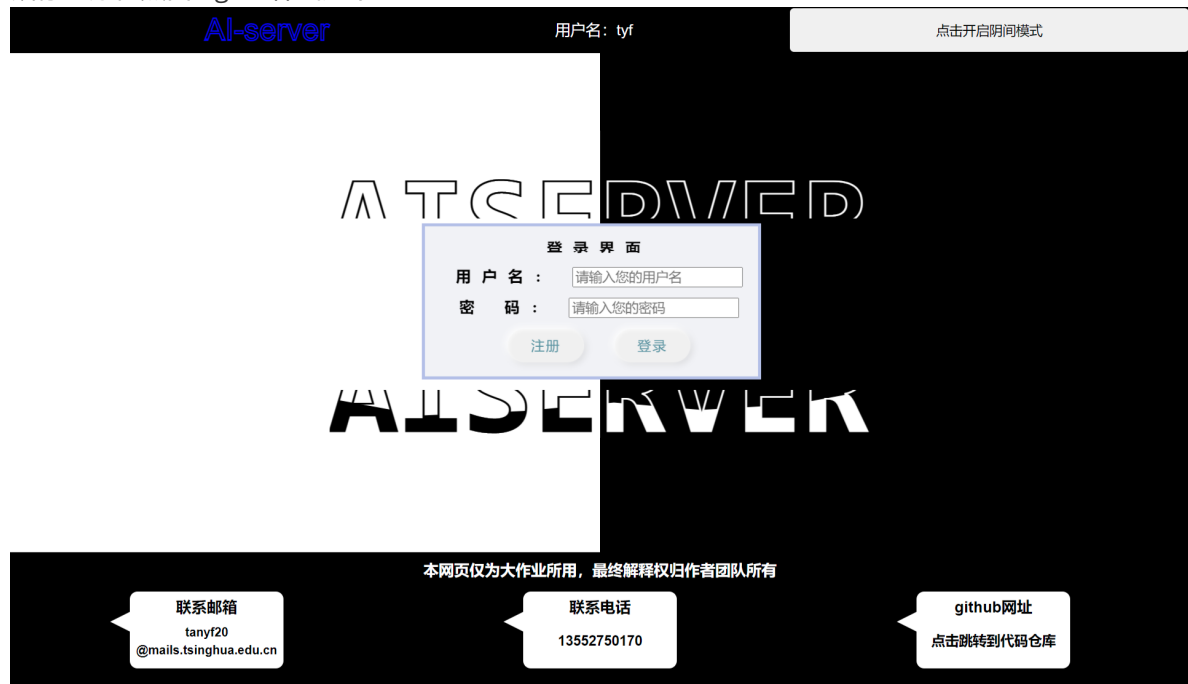 AI-server
用户名：tyf
点击开启阴间模式
AISERVER
登录界面
用户名：
请输入您的用户名
密 码：
请输入您的密码
注册
登录
AISERVER
本网页仅为大作业所用，最终解释权归作者团队所有
联系邮箱
tanyf20
@mails.tsinghua.edu.cn
联系电话
13552750170
github网址
点击跳转到代码仓库